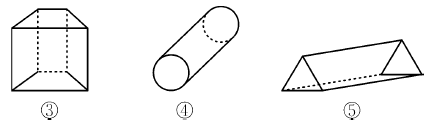 ③ ④ ⑤